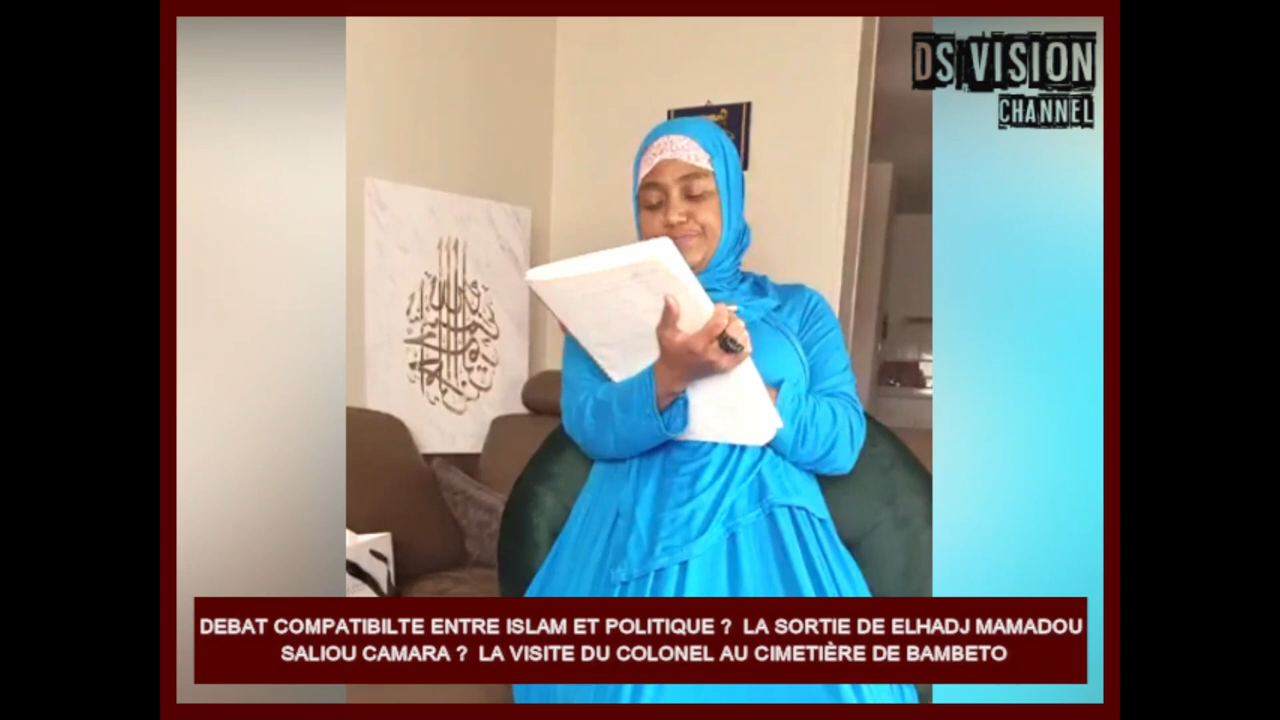 DS VISION
CHANNEL
DEBAT COMPATIBILTE ENTRE ISLAM ET POLITIQUE ? LA SORTIE DE ELHADJ MAMADOU
SALIOU CAMARA ? LA VISITE DU COLONEL AU CIMETIÈRE DE BAMBETO